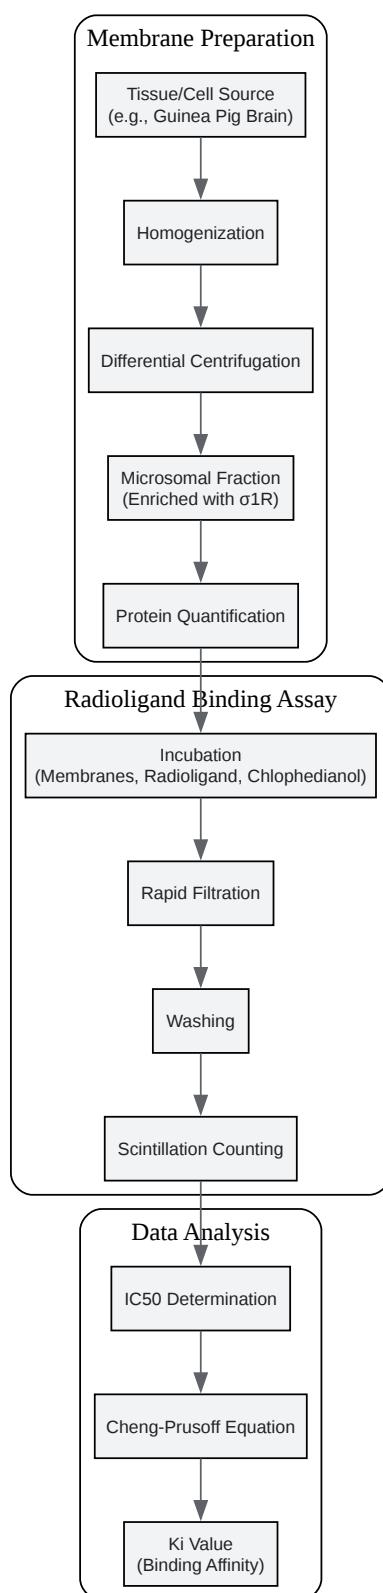 Membrane Preparation
Tissue/Cell Source
(e.g., Guinea Pig Brain)
Homogenization
Differential Centrifugation
Microsomal Fraction
(Enriched with σ1R)
Protein Quantification
Radioligand Binding Assay
Incubation
(Membranes, Radioligand, Chlophedianol)
Rapid Filtration
Washing
Scintillation Counting
Data Analysis
IC50 Determination
Cheng-Prusoff Equation
Ki Value
(Binding Affinity)